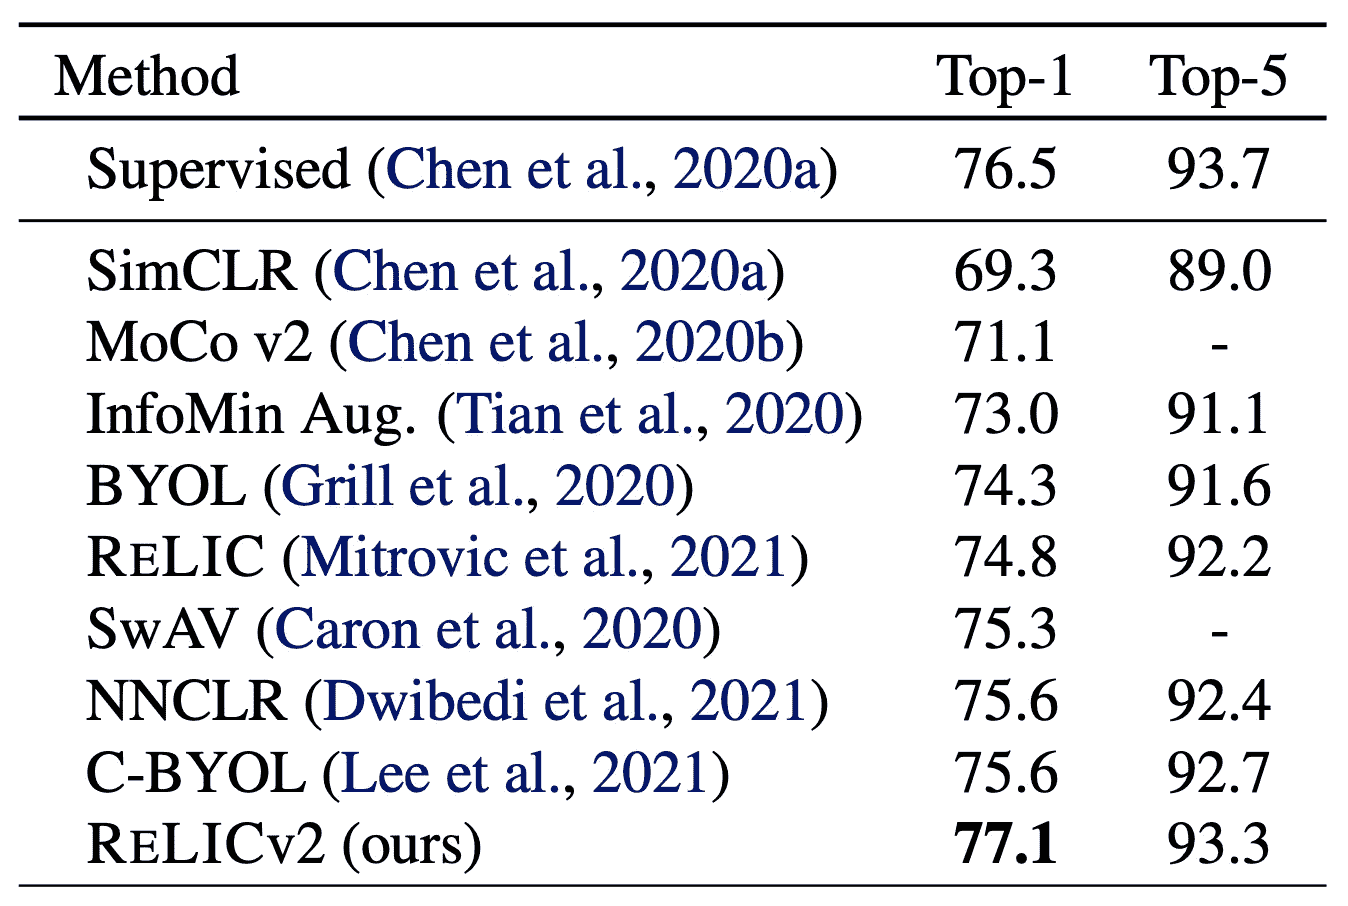 Method Top-1 Top-5
Supervised (Chen et al., 2020a) 76.5 93.7
SimCLR (Chen et al., 2020a) 69.3 89.0
MoCo v2 (Chen et al., 2020b) 71.1 -
InfoMin Aug. (Tian et al., 2020) 73.0 91.1
BYOL (Grill et al., 2020) 74.3 91.6
RELIC (Mitrovic et al., 2021) 74.8 92.2
SwAV (Caron et al., 2020) 75.3 -
NNCLR (Dwibedi et al., 2021) 75.6 92.4
C-BYOL (Lee et al., 2021) 75.6 92.7
RELICv2 (ours) 77.1 93.3